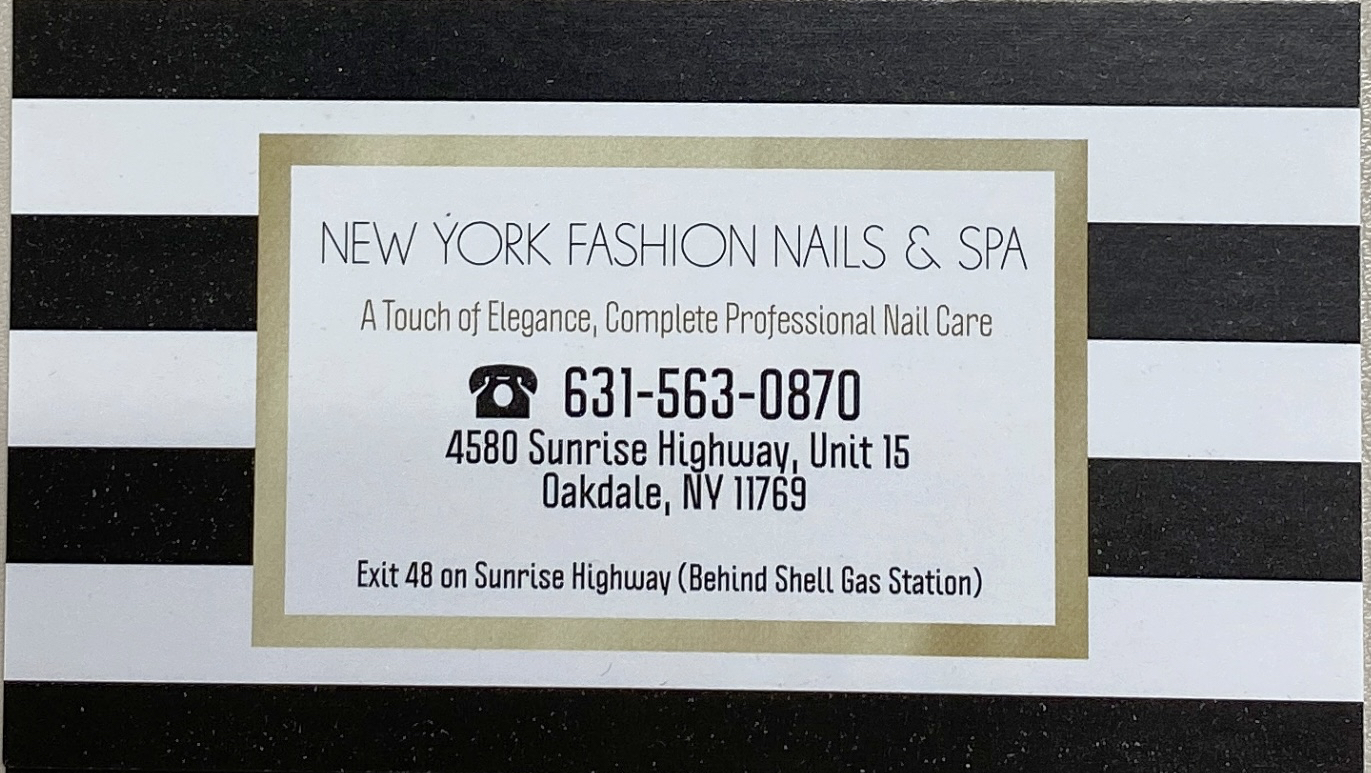 NEW YORK FASHION NAILS & SPA
A Touch of Elegance, Complete Professional Nail Care
631-563-0870
4580 Sunrise Highway, Unit 15
Oakdale, NY 11769
Exit 48 on Sunrise Highway (Behind Shell Gas Station)